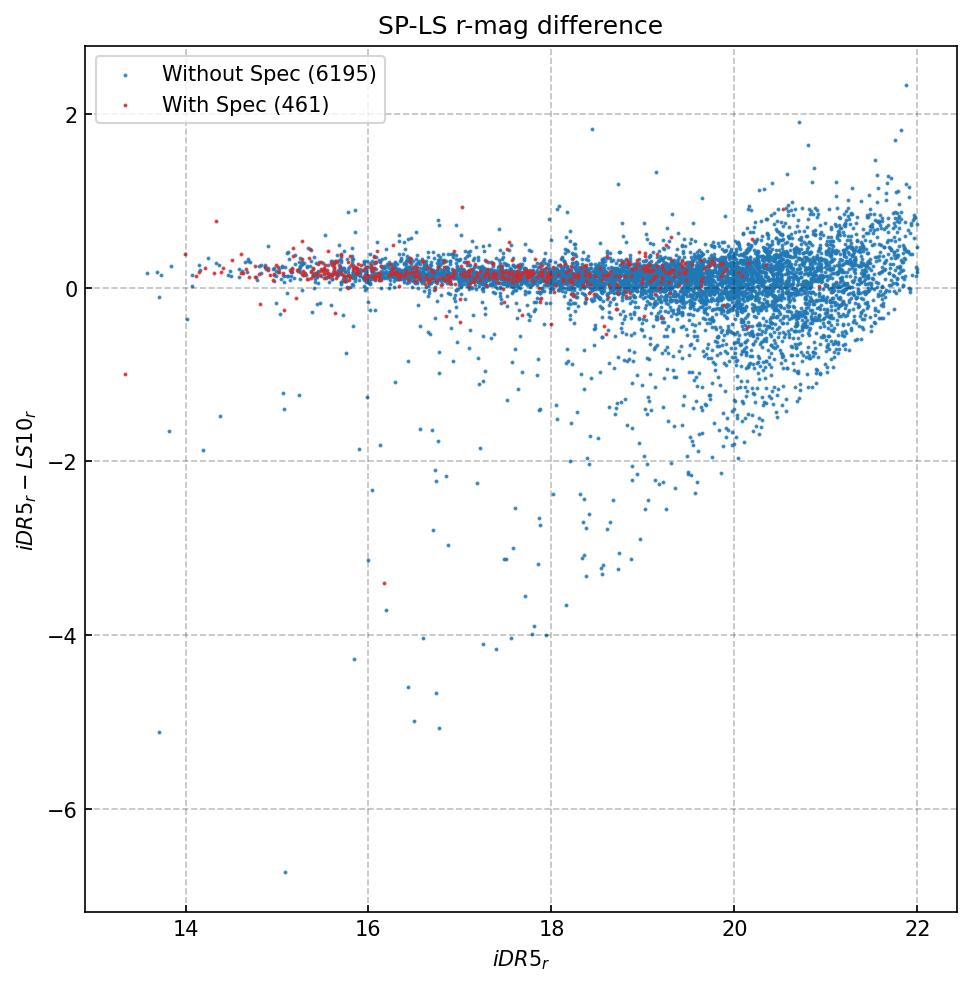 SP-LS r-mag difference
Without Spec (6195)
With Spec (461)
2
0
−2
−4
−6
iDR5r − LS10r
14 16 18 20 22
iDR5r